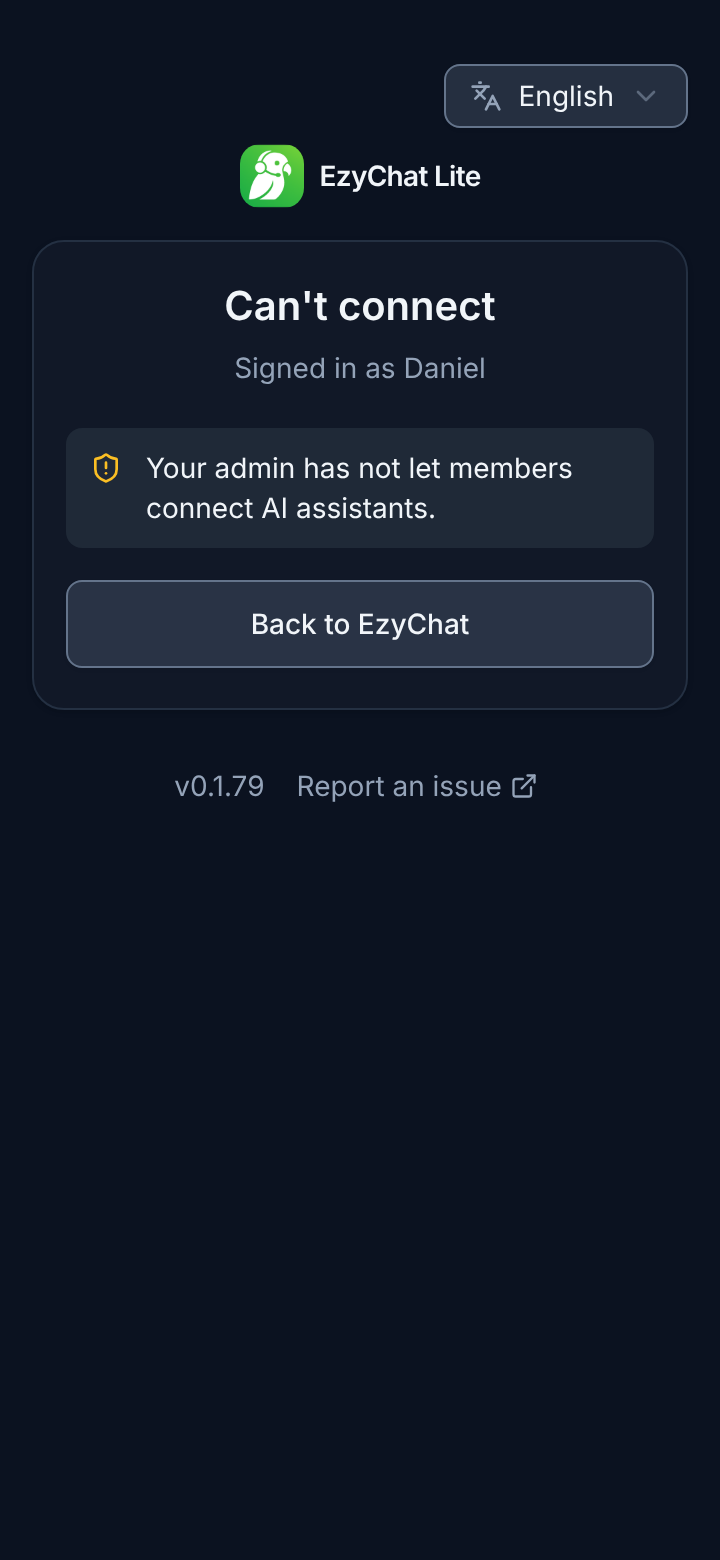 English
EzyChat Lite
Can't connect
Signed in as Daniel
Your admin has not let members
connect AI assistants.
Back to EzyChat
v0.1.79 Report an issue